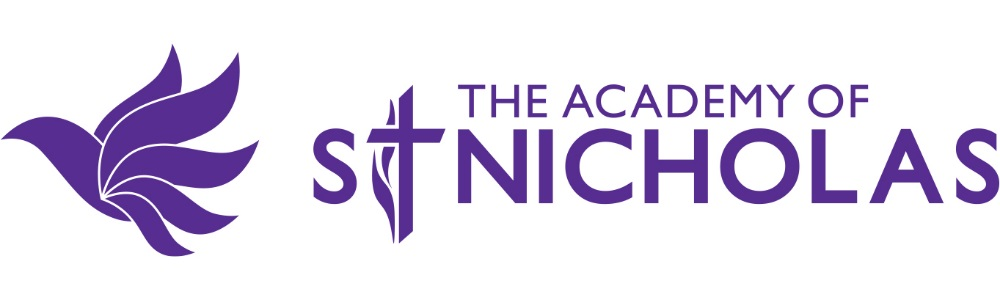 THE ACADEMY OF
ST NICHOLAS